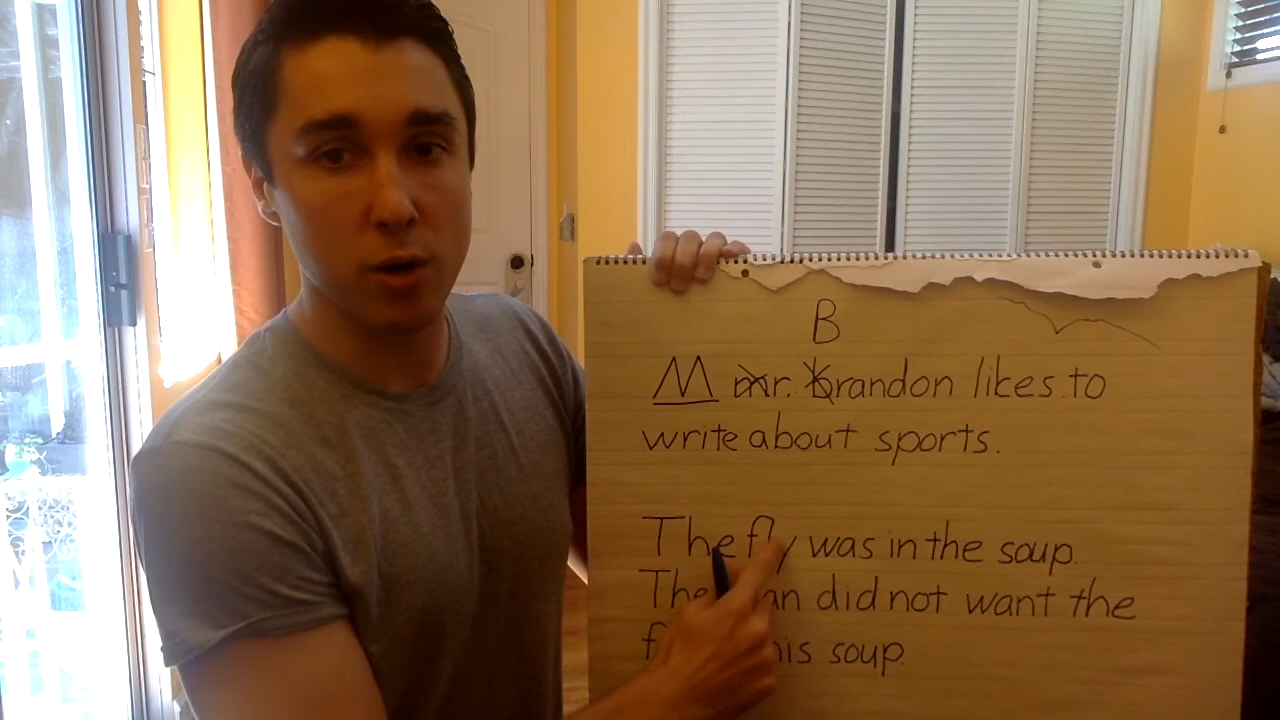 B
M mr. brandon likes to
write about sports.
The fly was in the soup.
The did not want the
soup.